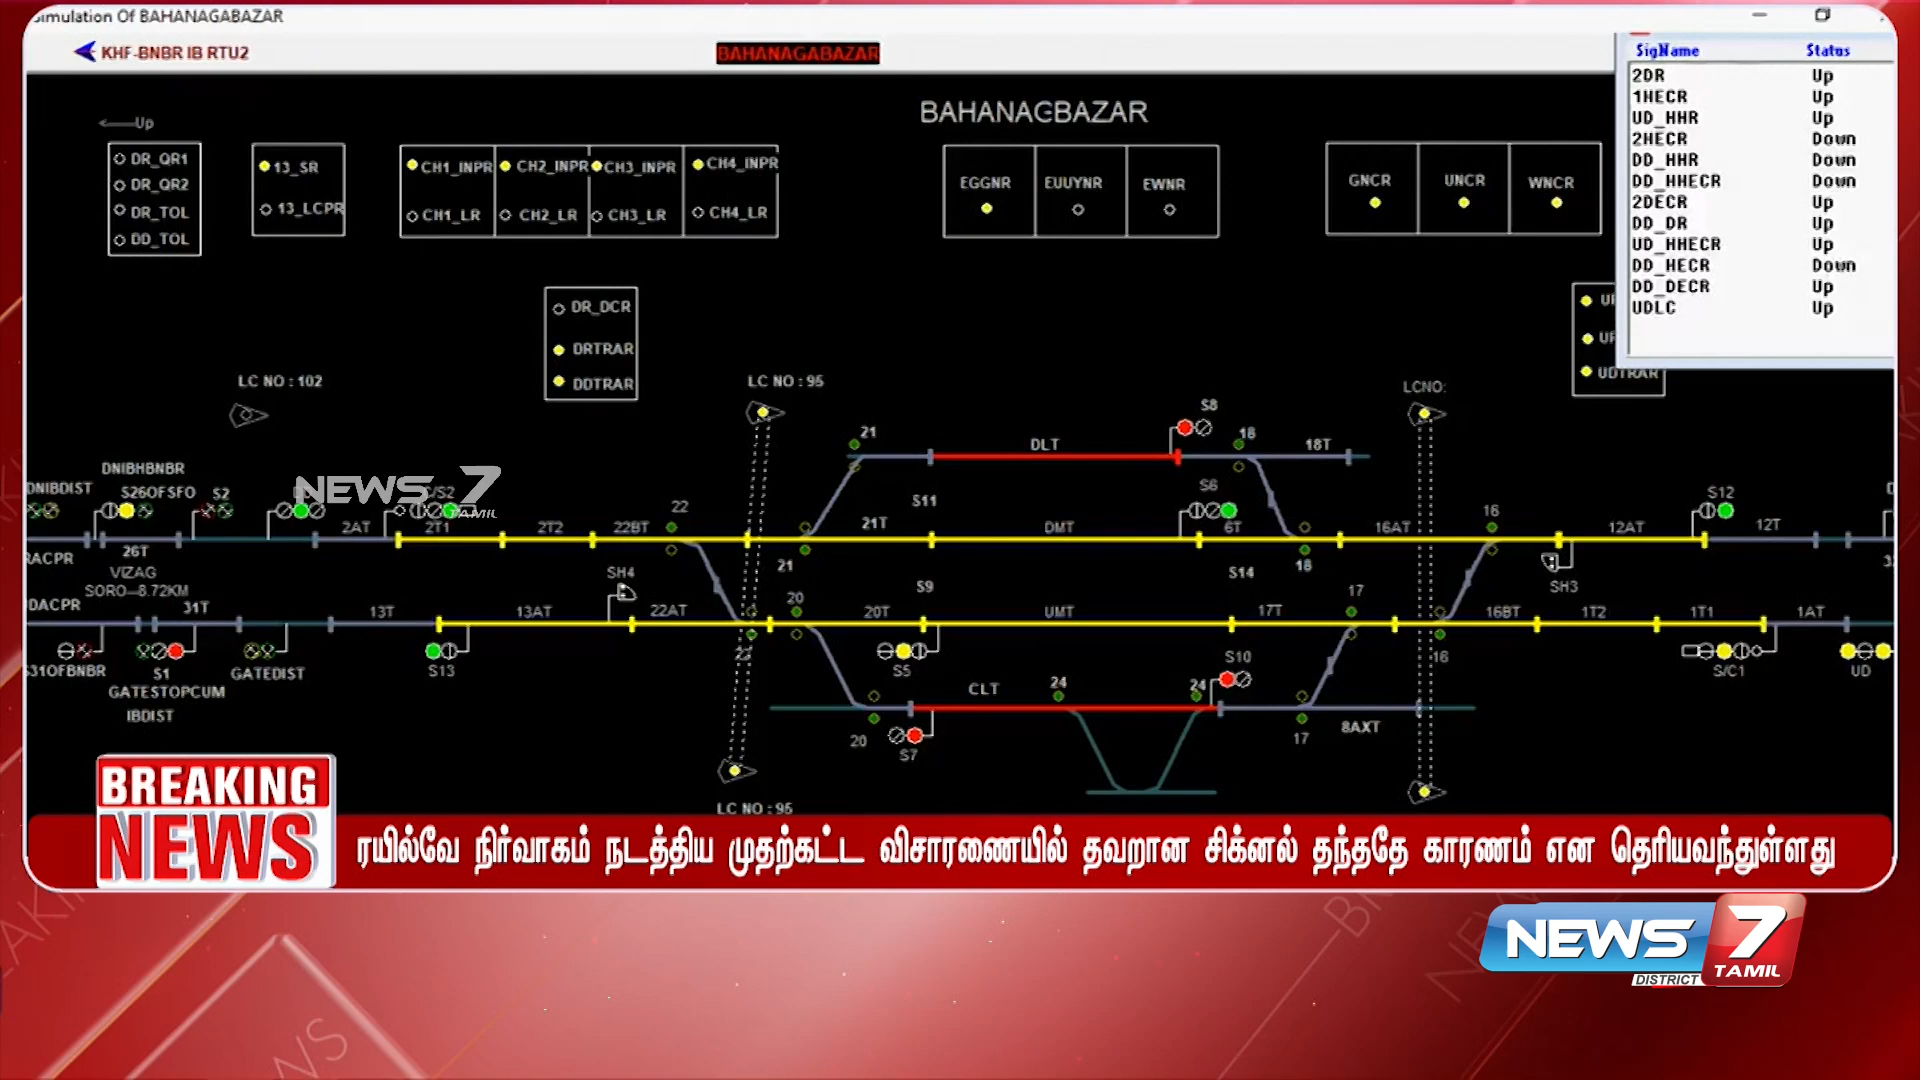 Simulation Of BAHANAGABAZAR
KHF-BNBR IB RTU2
BAHANAGABAZAR
SigName Status
2DR Up
1HECR Up
UD_HHR Up
2HECR Down
DD_HHR Down
DD_HHECR Down
2DECR Up
DD_DR Up
UD_HHECR Up
DD_HECR Down
DD_DECR Up
UDLC Up
BAHANAGBAZAR
Up
DR_QR1
DR_QR2
DR_TOL
DD_TOL
13_SR
13_LCPR
CH1_INPR CH2_INPR CH3_INPR CH4_INPR
CH1_LR CH2_LR CH3_LR CH4_LR
EGGNR EUUYNR EWNR
GNCR UNCR WNCR
DR_DCR
DRTRAR
DDTRAR
UDTRAR
LC NO : 102
LC NO : 95
LCNO:
S8
21 DLT 18 18T
DNIBHBNBR
DNIBDIST S26OFSFO S2
NEWS 7 TAMIL
C/S2
22 S11 S6 16 S12
2AT 2T1 2T2 22BT 21T DMT 6T 16AT 12AT 12T
RACPR 26T
VIZAG
SORO--8.72KM
21 18
SH4 S9 S14 SH3
UDACPR 31T 13T 13AT 22AT 20 20T UMT 17T 17 16BT 1T2 1T1 1AT
S31OFBNBR S1 GATEDIST S13 22 S5 S10 16 S/C1 UD
GATESTOPCUM
IBDIST
CLT 24 24
20 S7 17 8AXT
LC NO : 95
BREAKING
NEWS
ரயில்வே நிர்வாகம் நடத்திய முதற்கட்ட விசாரணையில் தவறான சிக்னல் தந்ததே காரணம் என தெரியவந்துள்ளது
NEWS 7
DISTRICT TAMIL